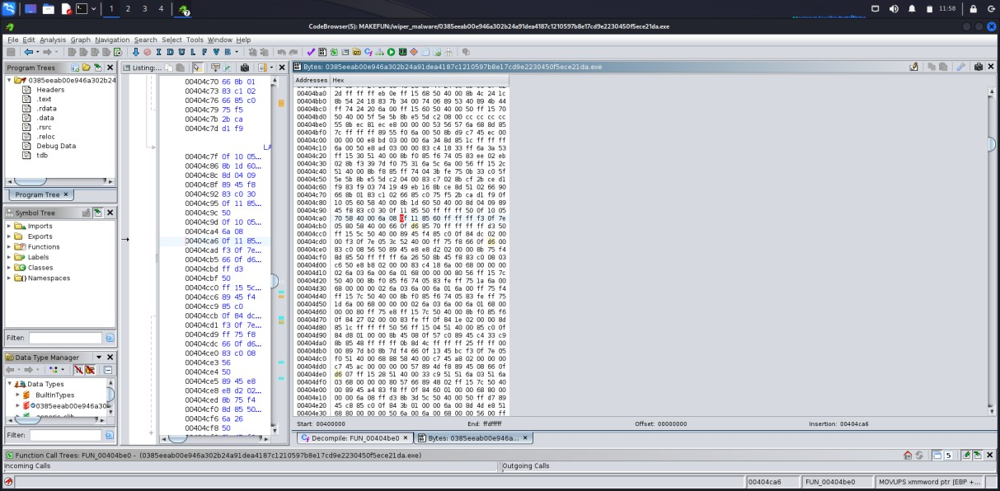 1 2 3 4
11:58
CodeBrowser(5): MAKEFUN:/wiper_malware/0385eeab00e946a302b24a91dea4187c1210597b8e17cd9e2230450f5ece21da.exe
File Edit Analysis Graph Navigation Search Select Tools Window Help
I D U L F V B
Program Trees
0385eeab00e946a302b24
Headers
.text
.rdata
.data
.rsrc
.reloc
Debug Data
tdb
Program Tree ×
Symbol Tree
Imports
Exports
Functions
Labels
Classes
Namespaces
Filter:
Data Type Manager
Data Types
BuiltInTypes
0385eeab00e946a30
generic_clib
Filter:
Listing:...
00404c70 66 8b 01
00404c73 83 c1 02
00404c76 66 85 c0
00404c79 75 f5
00404c7b 2b ca
00404c7d d1 f9
LA
00404c7f 0f 10 05...
00404c86 8b 1d 60...
00404c8c 8d 04 09
00404c8f 89 45 f8
00404c92 83 c0 30
00404c95 0f 11 85...
00404c9c 50
00404c9d 0f 10 05...
00404ca4 6a 08
00404ca6 0f 11 85...
00404cad f3 0f 7e...
00404cb5 66 0f d6...
00404cbd ff d3
00404cbf 50
00404cc0 ff 15 5c...
00404cc6 89 45 f4
00404cc9 85 c0
00404ccb 0f 84 dc...
00404cd1 f3 0f 7e...
00404cd9 ff 75 f8
00404cdc 66 0f d6...
00404ce0 83 c0 08
00404ce3 56
00404ce4 50
00404ce5 89 45 e8
00404ce8 e8 d2 02...
00404ced 8b 75 f4
00404cf0 8d 85 50...
00404cf6 6a 26
00404cf8 50
Bytes: 0385eeab00e946a302b24a91dea4187c1210597b8e17cd9e2230450f5ece21da.exe
Addresses Hex
00404ba0 2d ff ff ff eb 0e ff 15 68 50 40 00 8b 4c 24 1c
00404bb0 8b 54 24 18 83 7b 34 00 74 06 89 53 40 89 4b 44
00404bc0 ff 74 24 20 6a 00 ff 15 60 50 40 00 50 ff 15 70
00404bd0 50 40 00 5f 5e 5b 8b e5 5d c2 08 00 cc cc cc cc
00404be0 55 8b ec 81 ec e8 00 00 00 53 56 57 6a 68 8d 85
00404bf0 7c ff ff ff 89 55 f0 6a 00 50 8b d9 c7 45 ec 00
00404c00 00 00 00 e8 bd 03 00 00 6a 34 8d 85 1c ff ff ff
00404c10 6a 00 50 e8 ad 03 00 00 83 c4 18 33 ff 6a 3a 53
00404c20 ff 15 30 51 40 00 8b f0 85 f6 74 05 83 ee 02 eb
00404c30 02 8b f3 39 7d f0 75 31 6a 5c 6a 00 56 ff 15 2c
00404c40 51 40 00 8b f8 85 ff 74 04 3b fe 75 0b 33 c0 5f
00404c50 5e 5b 8b e5 5d c2 04 00 83 c7 02 8b cf 2b ce d1
00404c60 f9 83 f9 03 74 19 49 eb 16 8b ce 8d 51 02 66 90
00404c70 66 8b 01 83 c1 02 66 85 c0 75 f5 2b ca d1 f9 0f
00404c80 10 05 60 58 40 00 8b 1d 60 50 40 00 8d 04 09 89
00404c90 45 f8 83 c0 30 0f 11 85 50 ff ff ff 50 0f 10 05
00404ca0 70 58 40 00 6a 08 0f 11 85 60 ff ff ff f3 0f 7e
00404cb0 05 80 58 40 00 66 0f d6 85 70 ff ff ff ff d3 50
00404cc0 ff 15 5c 50 40 00 89 45 f4 85 c0 0f 84 dc 02 00
00404cd0 00 f3 0f 7e 05 3c 52 40 00 ff 75 f8 66 0f d6 00
00404ce0 83 c0 08 56 50 89 45 e8 e8 d2 02 00 00 8b 75 f4
00404cf0 8d 85 50 ff ff ff 6a 26 50 8b 45 f8 83 c0 08 03
00404d00 c6 50 e8 b8 02 00 00 83 c4 18 6a 00 68 00 00 00
00404d10 02 6a 03 6a 00 6a 01 68 00 00 00 80 56 ff 15 7c
00404d20 50 40 00 8b f0 85 f6 74 05 83 fe ff 75 1a 6a 00
00404d30 68 00 00 00 02 6a 03 6a 00 6a 01 6a 00 ff 75 f4
00404d40 ff 15 7c 50 40 00 8b f0 85 f6 74 05 83 fe ff 75
00404d50 1d 6a 00 68 00 00 00 02 6a 03 6a 00 6a 01 68 00
00404d60 00 00 80 ff 75 e8 ff 15 7c 50 40 00 8b f0 85 f6
00404d70 0f 84 27 02 00 00 83 fe ff 0f 84 1e 02 00 00 8d
00404d80 85 1c ff ff ff 50 56 ff 15 04 51 40 00 85 c0 0f
00404d90 84 d8 01 00 00 8b 45 08 0f 57 c0 89 45 c4 33 c9
00404da0 8b 85 48 ff ff ff 0b 8d 4c ff ff ff 25 ff ff 00
00404db0 00 89 7d b0 8b 7d f4 66 0f 13 45 bc f3 0f 7e 05
00404dc0 f0 51 40 00 68 88 58 40 00 c7 45 a8 02 00 00 00
00404dd0 c7 45 ac 00 00 00 00 57 89 4d f8 89 45 08 66 0f
00404de0 d6 07 ff 15 28 51 40 00 33 c9 51 51 6a 03 51 6a
00404df0 03 68 00 00 00 80 57 66 89 48 02 ff 15 7c 50 40
00404e00 00 89 45 a4 83 f8 ff 0f 84 60 01 00 00 68 80 00
00404e10 00 00 6a 08 ff d3 8b 3d 5c 50 40 00 50 ff d7 89
00404e20 45 c8 85 c0 0f 84 3b 01 00 00 6a 00 8d 4d e8 51
00404e30 68 80 00 00 00 50 6a 00 6a 00 68 00 00 56 00 ff
Start: 00400000 End: ffdfffff Offset: 00000000 Insertion: 00404ca6
Decompile: FUN_00404be0 × Bytes: 0385eeab00e946a... ×
Function Call Trees: FUN_00404be0 - (0385eeab00e946a302b24a91dea4187c1210597b8e17cd9e2230450f5ece21da.exe)
5
Incoming Calls
Outgoing Calls
00404ca6 FUN_00404be0 MOVUPS xmmword ptr [EBP +...